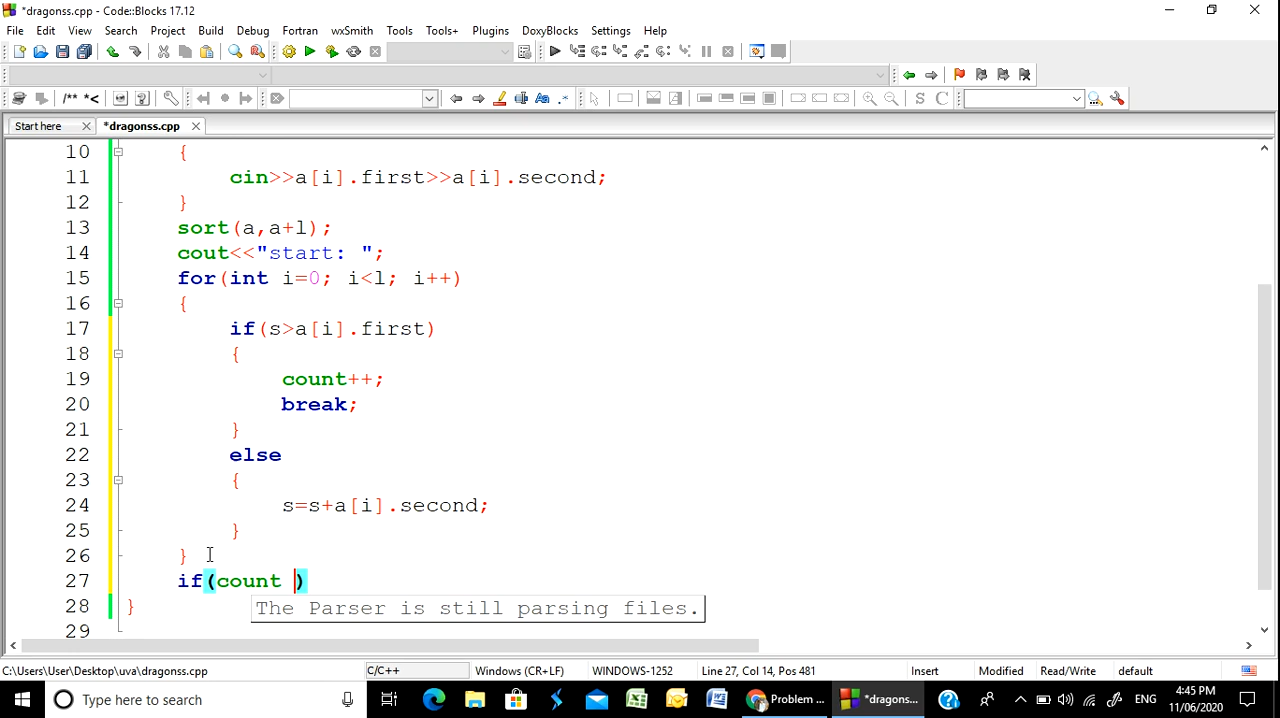 *dragonss.cpp - Code::Blocks 17.12
File Edit View Search Project Build Debug Fortran wxSmith Tools Tools+ Plugins DoxyBlocks Settings Help
/** *< Aa .* S C
Start here *dragonss.cpp
10 {
11 cin>>a[i].first>>a[i].second;
12 }
13 sort(a,a+l);
14 cout<<"start: ";
15 for(int i=0; i<l; i++)
16 {
17 if(s>a[i].first)
18 {
19 count++;
20 break;
21 }
22 else
23 {
24 s=s+a[i].second;
25 }
26 }
27 if(count )
28 }
The Parser is still parsing files.
29
C:\Users\User\Desktop\uva\dragonss.cpp C/C++ Windows (CR+LF) WINDOWS-1252 Line 27, Col 14, Pos 481 Insert Modified Read/Write default
Type here to search Problem ... *dragons... ENG 4:45 PM
11/06/2020